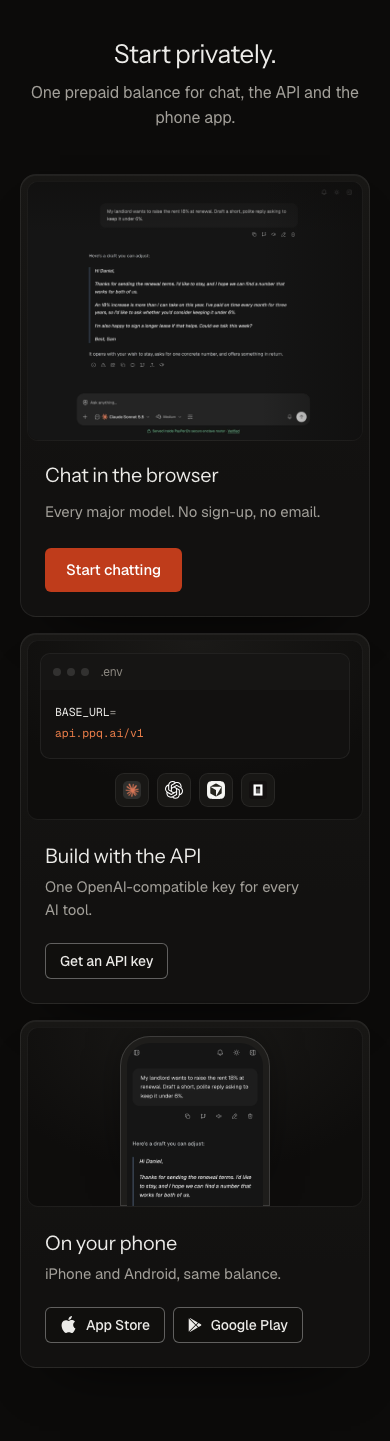 Start privately.
One prepaid balance for chat, the API and the
phone app.
My landlord wants to raise the rent 18% at renewal. Draft a short, polite reply asking to
keep it under 6%.
Here's a draft you can adjust:
Hi Daniel,
Thanks for sending the renewal terms. I'd like to stay, and I hope we can find a number that
works for both of us.
An 18% increase is more than I can take on this year. I've paid on time every month for three
years, so I'd like to ask whether you'd consider keeping it under 6%.
I'm also happy to sign a longer lease if that helps. Could we talk this week?
Best, Sam
It opens with your wish to stay, asks for one concrete number, and offers something in return.
Ask anything...
Claude Sonnet
Verified
Chat in the browser
Every major model. No sign-up, no email.
Start chatting
.env
BASE_URL=
api.ppq.ai/v1
Build with the API
One OpenAI-compatible key for every
AI tool.
Get an API key
My landlord wants to raise the rent 18% at
renewal. Draft a short, polite reply asking to
keep it under 6%.
Here's a draft you can adjust:
Hi Daniel,
Thanks for sending the renewal terms. I'd like
to stay, and I hope we can find a number that
works for both of us.
On your phone
iPhone and Android, same balance.
App Store
Google Play